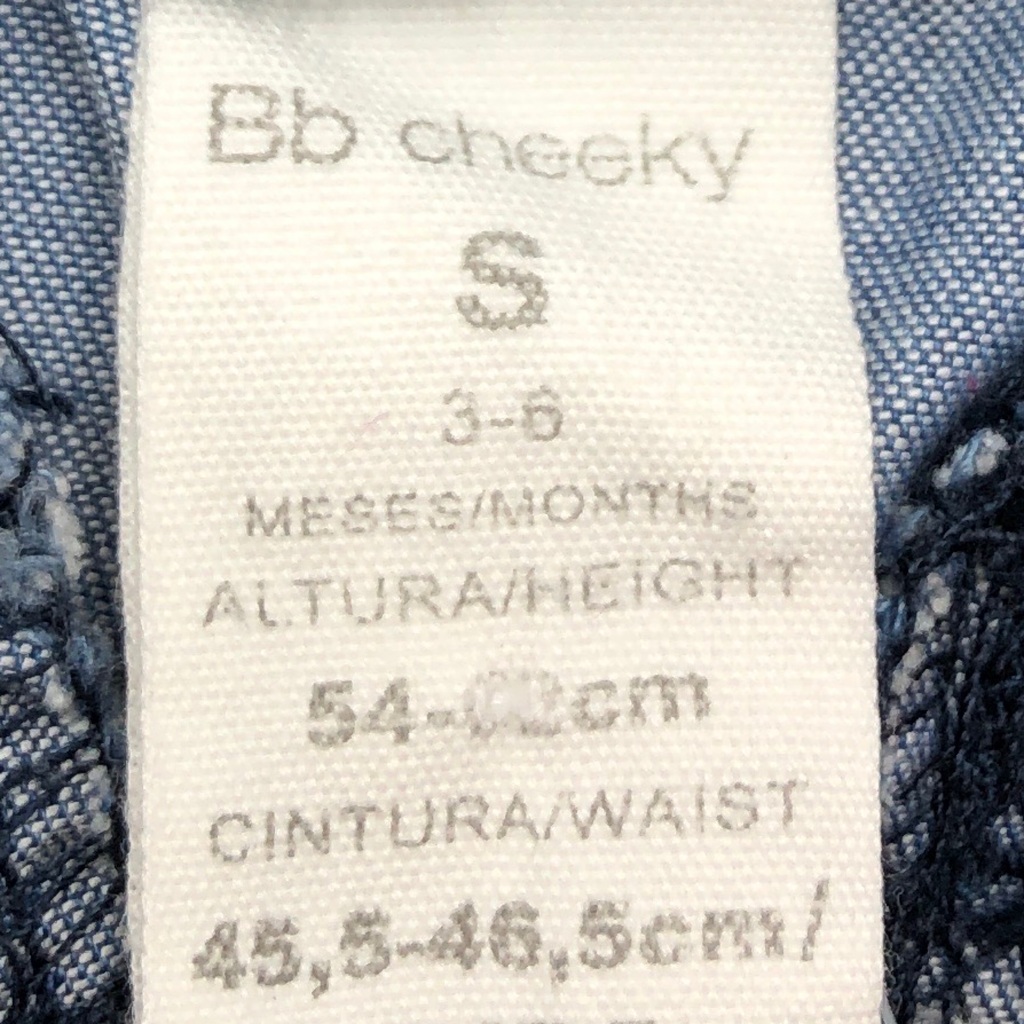 Bb cheeky
S
3-6
MESES/MONTHS
ALTURA/HEIGHT
54- cm
CINTURA/WAIST
45,5-46,5cm/